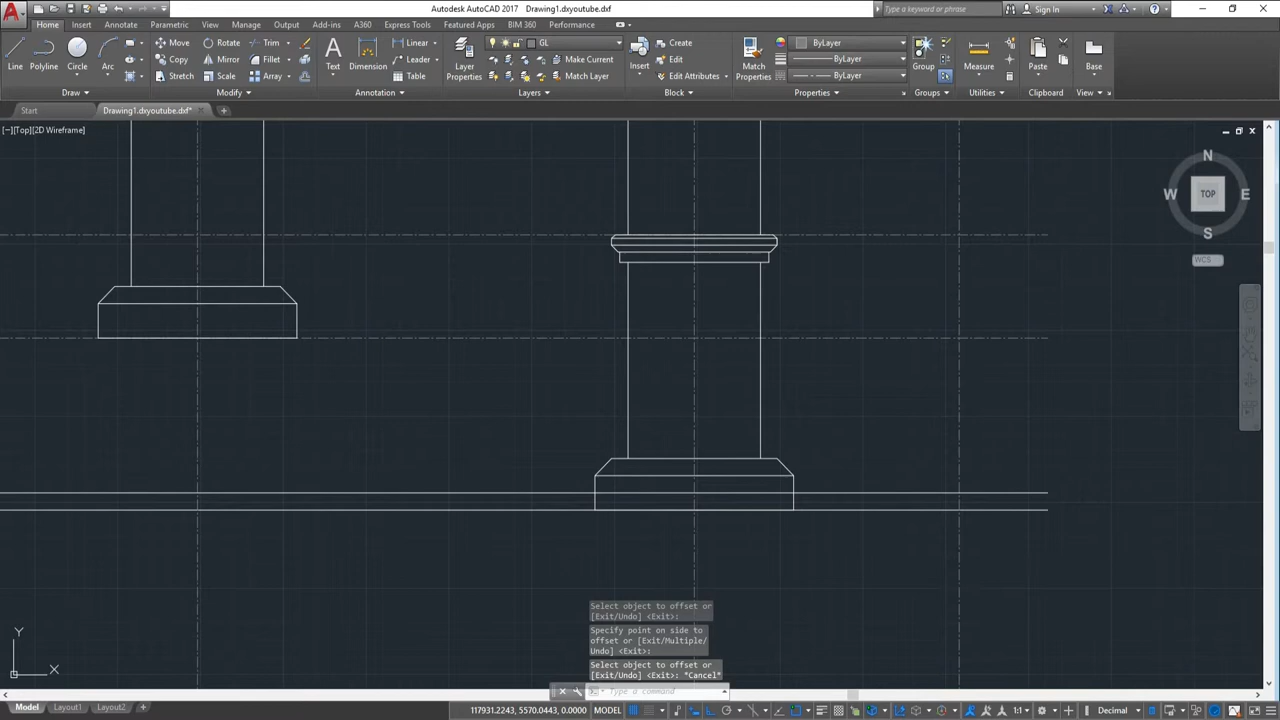 Autodesk AutoCAD 2017 Drawing1.dxyoutube.dxf
Type a keyword or phrase
Sign In
Home Insert Annotate Parametric View Manage Output Add-ins A360 Express Tools Featured Apps BIM 360 Performance
Line
Polyline
Circle
Arc
Move
Rotate
Trim
Copy
Mirror
Fillet
Stretch
Scale
Array
Text
Dimension
Linear
Leader
Table
Layer
Properties
GL
Make Current
Match Layer
Insert
Create
Edit
Edit Attributes
Match
Properties
ByLayer
ByLayer
ByLayer
Group
Measure
Paste
Base
Draw
Modify
Annotation
Layers
Block
Properties
Groups
Utilities
Clipboard
View
Start
Drawing1.dxyoutube.dxf*
[−][Top][2D Wireframe]
N
W
TOP
E
S
WCS
Select object to offset or
[Exit/Undo] <Exit>:
Specify point on side to
offset or [Exit/Multiple/
Undo] <Exit>:
Select object to offset or
[Exit/Undo] <Exit>: *Cancel*
Type a command
Y
X
Model
Layout1
Layout2
117931.2243, 5570.0443, 0.0000
MODEL
1:1
Decimal